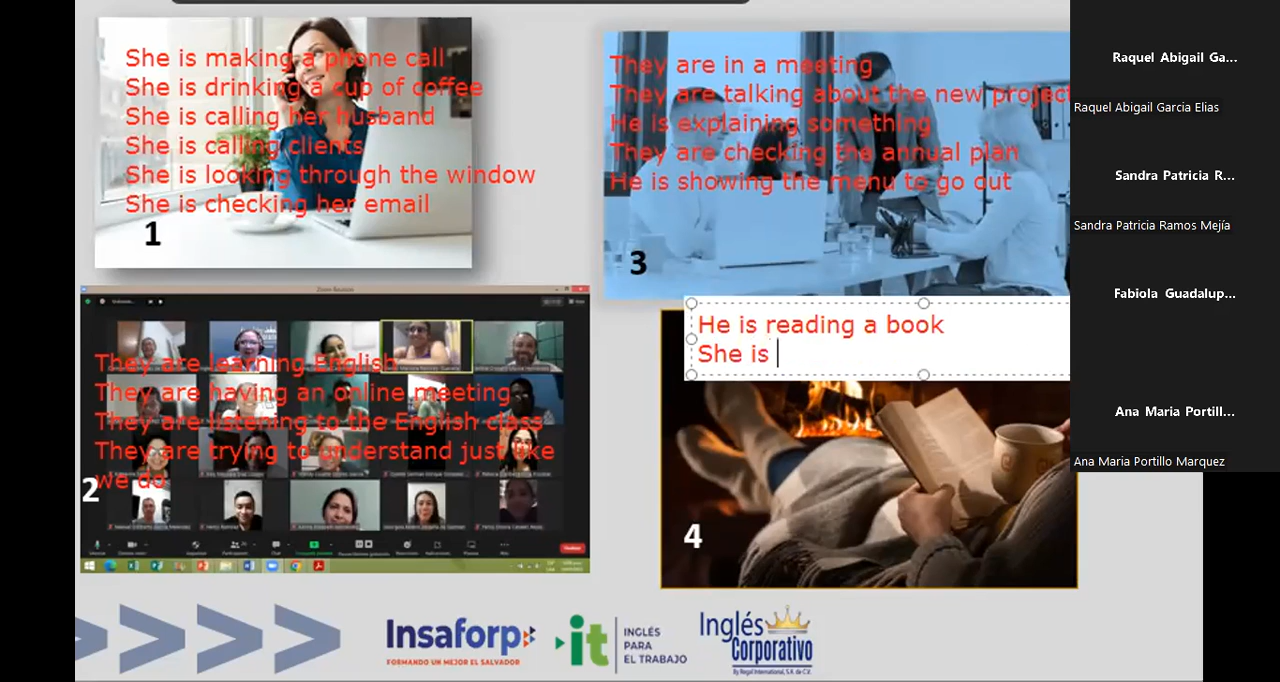 She is making a phone call
She is drinking a cup of coffee
She is calling her husband
She is calling clients
She is looking through the window
She is checking her email
1
They are in a meeting
They are talking about the new project
He is explaining something
They are checking the annual plan
He is showing the menu to go out
3
They are learning English
They are having an online meeting
They are listening to the English class
They are trying to understand just like
we do
2
He is reading a book
She is
4
Insaforp
FORMANDO UN MEJOR EL SALVADOR
it
INGLÉS
PARA
EL TRABAJO
Inglés
Corporativo
By Regal International, S.A. de C.V.
Raquel Abigail Ga...
Raquel Abigail Garcia Elias
Sandra Patricia R...
Sandra Patricia Ramos Mejía
Fabiola Guadalup...
Ana Maria Portill...
Ana Maria Portillo Marquez